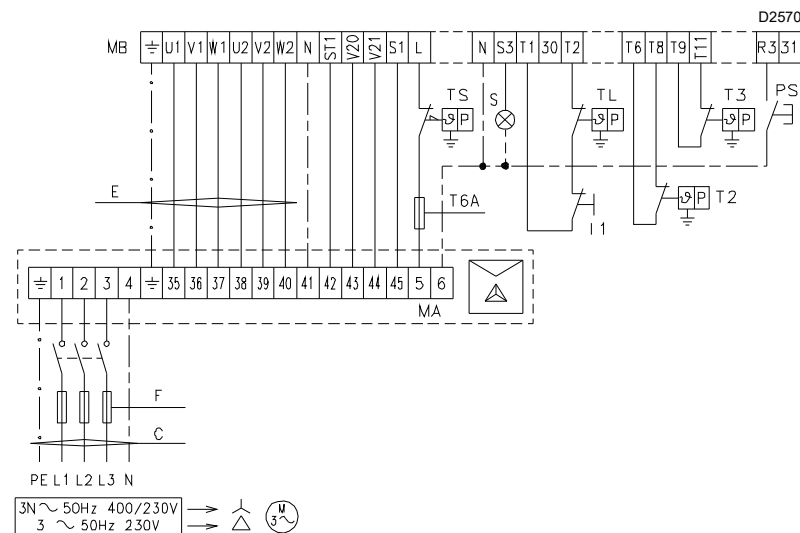 D2570
MB ⏚ U1 V1 W1 U2 V2 W2 N ST1 V20 V21 S1 L N S3 T1 30 T2 T6 T8 T9 T11 R3 31
TS S TL T3 PS
ϑ P ϑ P ϑ P
E T6A ϑ P T2
I1
⏚ 1 2 3 4 ⏚ 35 36 37 38 39 40 41 42 43 44 45 5 6
MA
F
C
PE L1 L2 L3 N
3N ~ 50Hz 400/230V
3 ~ 50Hz 230V
M
3~